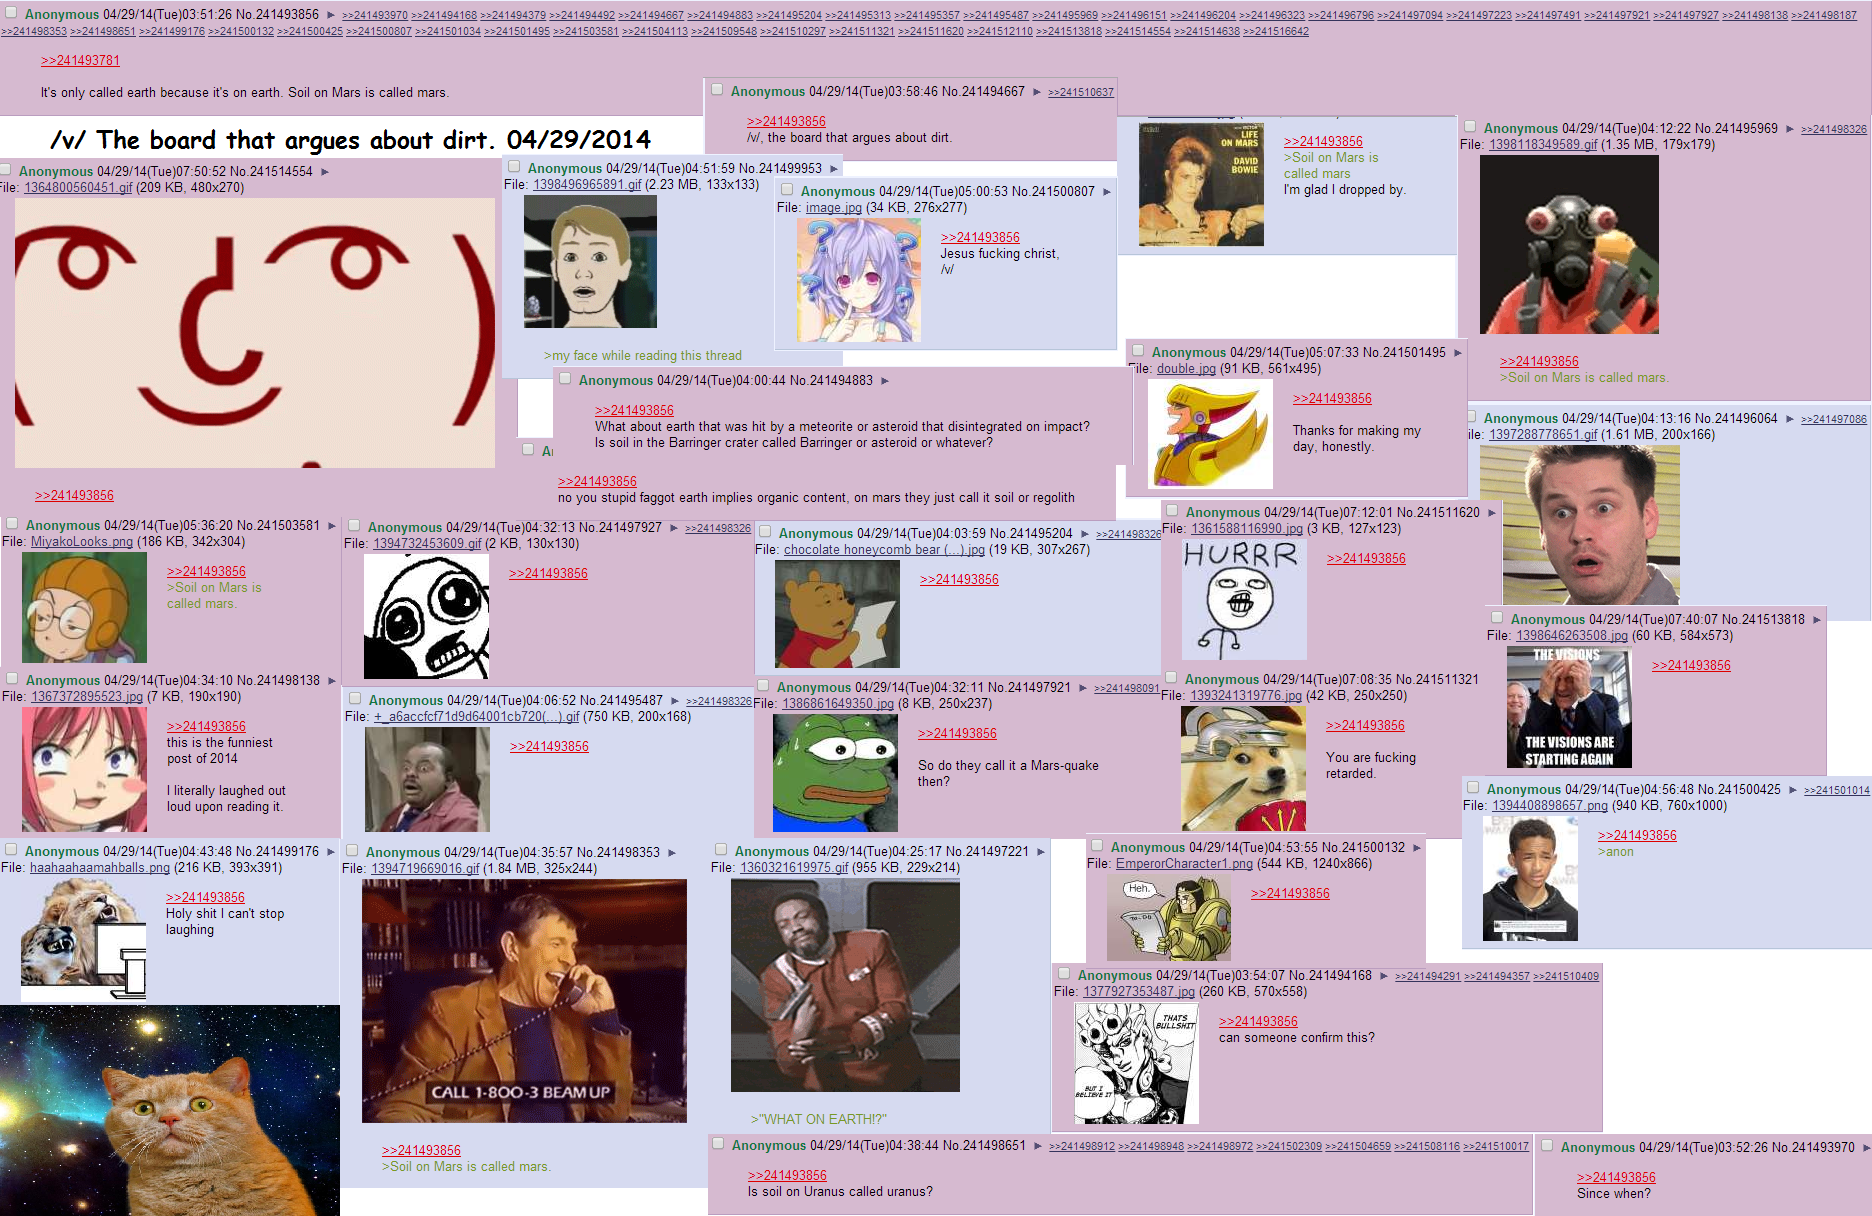 Anonymous 04/29/14(Tue)03:51:26 No.241493856 ▶ >>241493970 >>241494168 >>241494379 >>241494492 >>241494667 >>241494883 >>241495204 >>241495313 >>241495357 >>241495487 >>241495969 >>241496151 >>241496204 >>241496323 >>241496796 >>241497094 >>241497223 >>241497491 >>241497921 >>241497927 >>241498138 >>241498187
>>241498353 >>241498651 >>241499176 >>241500132 >>241500425 >>241500807 >>241501034 >>241501495 >>241503581 >>241504113 >>241509548 >>241510297 >>241511321 >>241511620 >>241512110 >>241513818 >>241514554 >>241514638 >>241516642
>>241493781
It's only called earth because it's on earth. Soil on Mars is called mars.
/v/ The board that argues about dirt. 04/29/2014
Anonymous 04/29/14(Tue)03:58:46 No.241494667 ▶ >>241510637
>>241493856
/v/, the board that argues about dirt.
VICTOR
LIFE
ON MARS
DAVID
BOWIE
>>241493856
>Soil on Mars is
called mars
I'm glad I dropped by.
Anonymous 04/29/14(Tue)04:12:22 No.241495969 ▶ >>241498326
File: 1398118349589.gif (1.35 MB, 179x179)
>>241493856
>Soil on Mars is called mars.
Anonymous 04/29/14(Tue)07:50:52 No.241514554 ▶
File: 1364800560451.gif (209 KB, 480x270)
>>241493856
Anonymous 04/29/14(Tue)04:51:59 No.241499953 ▶
File: 1398496965891.gif (2.23 MB, 133x133)
>my face while reading this thread
Anonymous 04/29/14(Tue)05:00:53 No.241500807 ▶
File: image.jpg (34 KB, 276x277)
>>241493856
Jesus fucking christ,
/v/
Anonymous 04/29/14(Tue)04:00:44 No.241494883 ▶
>>241493856
What about earth that was hit by a meteorite or asteroid that disintegrated on impact?
Is soil in the Barringer crater called Barringer or asteroid or whatever?
>>241493856
no you stupid faggot earth implies organic content, on mars they just call it soil or regolith
Anonymous 04/29/14(Tue)05:07:33 No.241501495 ▶
File: double.jpg (91 KB, 561x495)
>>241493856
Thanks for making my
day, honestly.
Anonymous 04/29/14(Tue)04:13:16 No.241496064 ▶ >>241497086
ile: 1397288778651.gif (1.61 MB, 200x166)
Anonymous 04/29/14(Tue)05:36:20 No.241503581 ▶
File: MiyakoLooks.png (186 KB, 342x304)
>>241493856
>Soil on Mars is
called mars.
Anonymous 04/29/14(Tue)04:32:13 No.241497927 ▶ >>241498326
File: 1394732453609.gif (2 KB, 130x130)
>>241493856
Anonymous 04/29/14(Tue)04:03:59 No.241495204 ▶ >>241498326
File: chocolate honeycomb bear (...).jpg (19 KB, 307x267)
>>241493856
Anonymous 04/29/14(Tue)07:12:01 No.241511620 ▶
File: 1361588116990.jpg (3 KB, 127x123)
HURRR
>>241493856
Anonymous 04/29/14(Tue)07:40:07 No.241513818 ▶
File: 1398646263508.jpg (60 KB, 584x573)
THE VISIONS
THE VISIONS ARE
STARTING AGAIN
>>241493856
Anonymous 04/29/14(Tue)04:34:10 No.241498138 ▶
File: 1367372895523.jpg (7 KB, 190x190)
>>241493856
this is the funniest
post of 2014
I literally laughed out
loud upon reading it.
Anonymous 04/29/14(Tue)04:06:52 No.241495487 ▶ >>241498326
File: +_a6accfcf71d9d64001cb720(...).gif (750 KB, 200x168)
>>241493856
Anonymous 04/29/14(Tue)04:32:11 No.241497921 ▶ >>241498091
File: 1386861649350.jpg (8 KB, 250x237)
>>241493856
So do they call it a Mars-quake
then?
Anonymous 04/29/14(Tue)07:08:35 No.241511321
File: 1393241319776.jpg (42 KB, 250x250)
>>241493856
You are fucking
retarded.
Anonymous 04/29/14(Tue)04:56:48 No.241500425 ▶ >>241501014
File: 1394408898657.png (940 KB, 760x1000)
>>241493856
>anon
Anonymous 04/29/14(Tue)04:43:48 No.241499176 ▶
File: haahaahaamahballs.png (216 KB, 393x391)
>>241493856
Holy shit I can't stop
laughing
Anonymous 04/29/14(Tue)04:35:57 No.241498353 ▶
File: 1394719669016.gif (1.84 MB, 325x244)
CALL 1-800-3 BEAM UP
>>241493856
>Soil on Mars is called mars.
Anonymous 04/29/14(Tue)04:25:17 No.241497221 ▶
File: 1360321619975.gif (955 KB, 229x214)
>"WHAT ON EARTH!?"
Anonymous 04/29/14(Tue)04:53:55 No.241500132 ▶
File: EmperorCharacter1.png (544 KB, 1240x866)
Heh.
TO-DO
>>241493856
Anonymous 04/29/14(Tue)03:54:07 No.241494168 ▶ >>241494291 >>241494357 >>241510409
File: 1377927353487.jpg (260 KB, 570x558)
THATS
BULLSHIT
BUT I
BELIEVE IT
>>241493856
can someone confirm this?
Anonymous 04/29/14(Tue)04:38:44 No.241498651 ▶ >>241498912 >>241498948 >>241498972 >>241502309 >>241504659 >>241508116 >>241510017
>>241493856
Is soil on Uranus called uranus?
Anonymous 04/29/14(Tue)03:52:26 No.241493970 ▶
>>241493856
Since when?